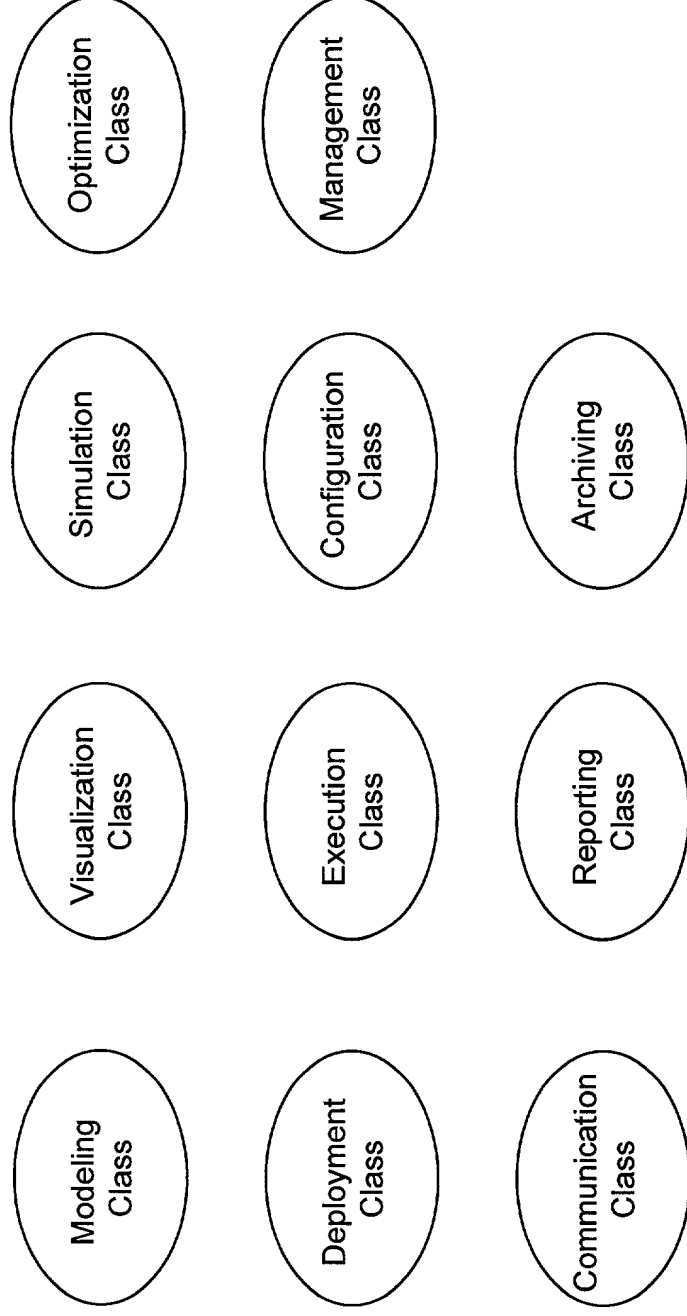 Modeling
Class
Visualization
Class
Simulation
Class
Optimization
Class
Deployment
Class
Execution
Class
Configuration
Class
Management
Class
Communication
Class
Reporting
Class
Archiving
Class